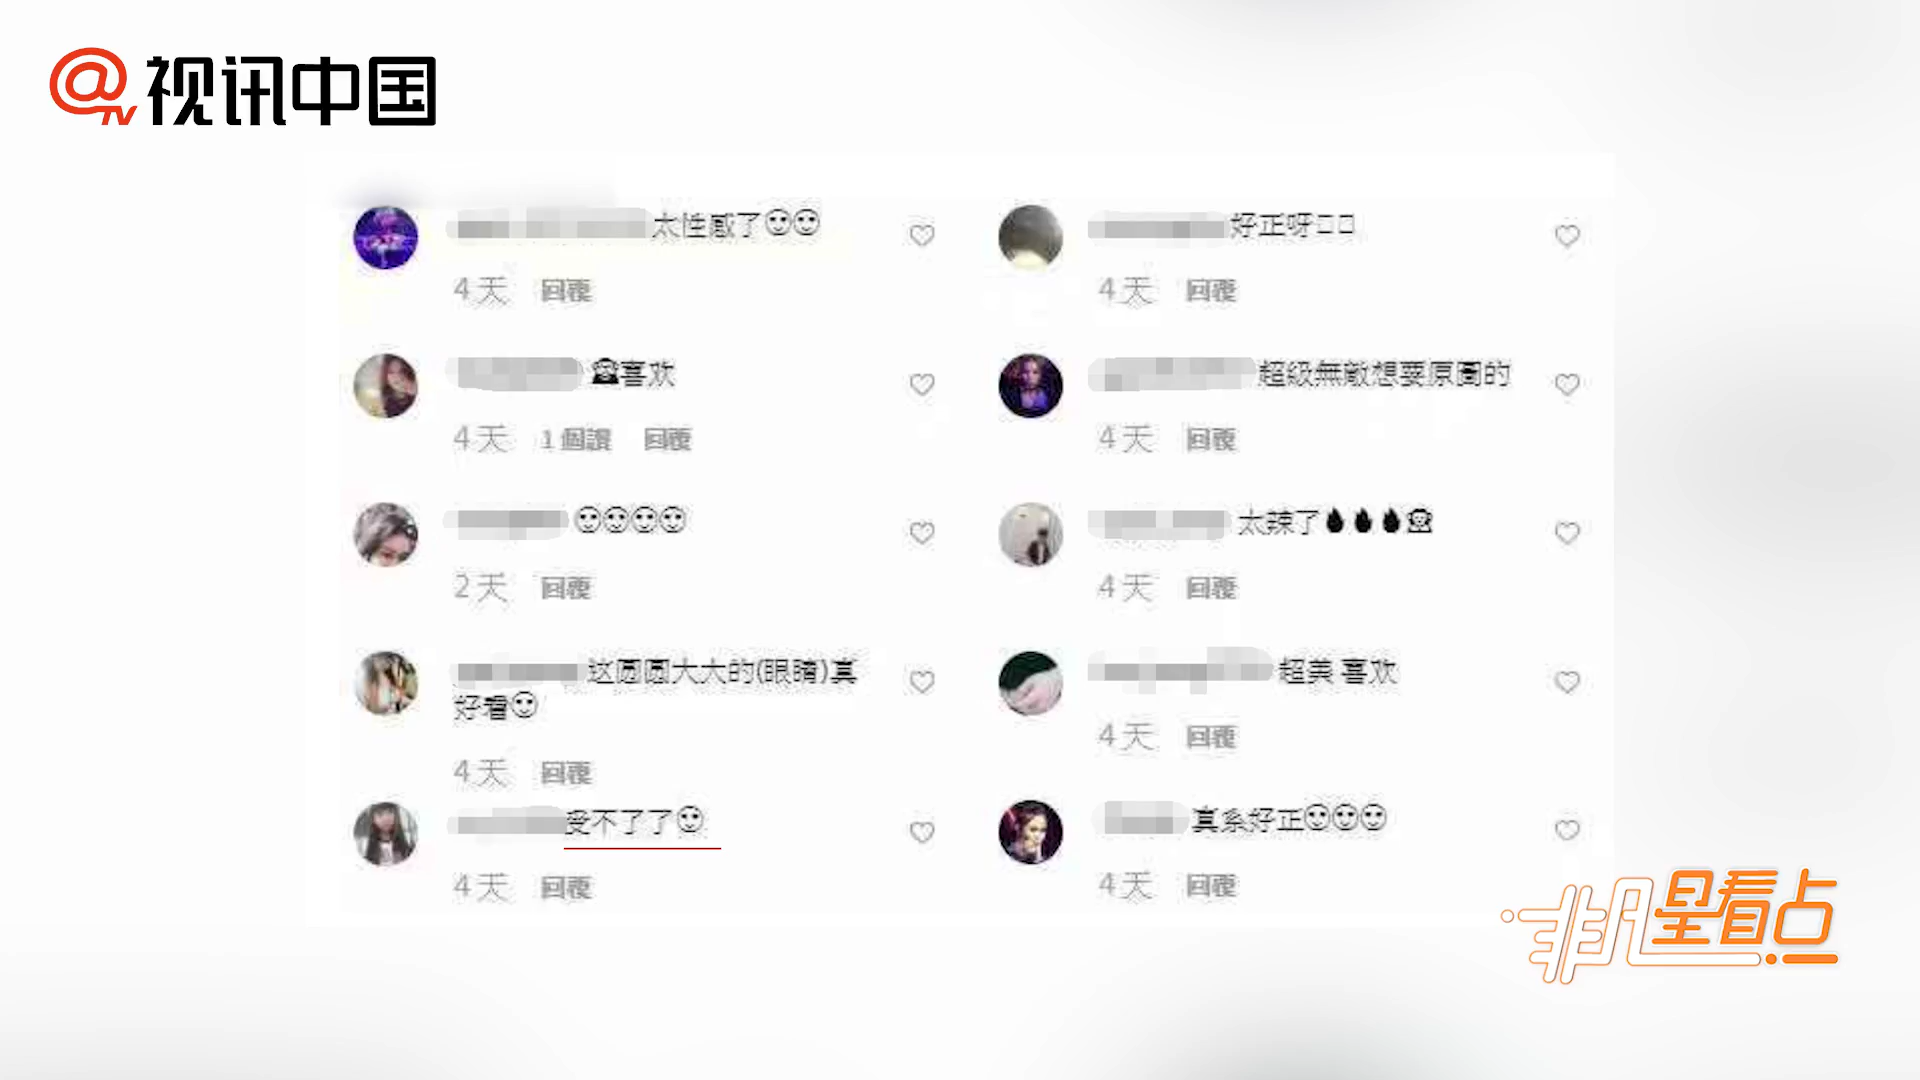 @TV 视讯中国
太性感了
4天 回覆
喜欢
4天 1個讚 回覆
2天 回覆
这圆圆大大的(眼睛)真
好看
4天 回覆
受不了了
4天 回覆
好正呀
4天 回覆
超級無敵想要原圖的
4天 回覆
太辣了
4天 回覆
超美 喜欢
4天 回覆
真系好正
4天 回覆
非凡星看点